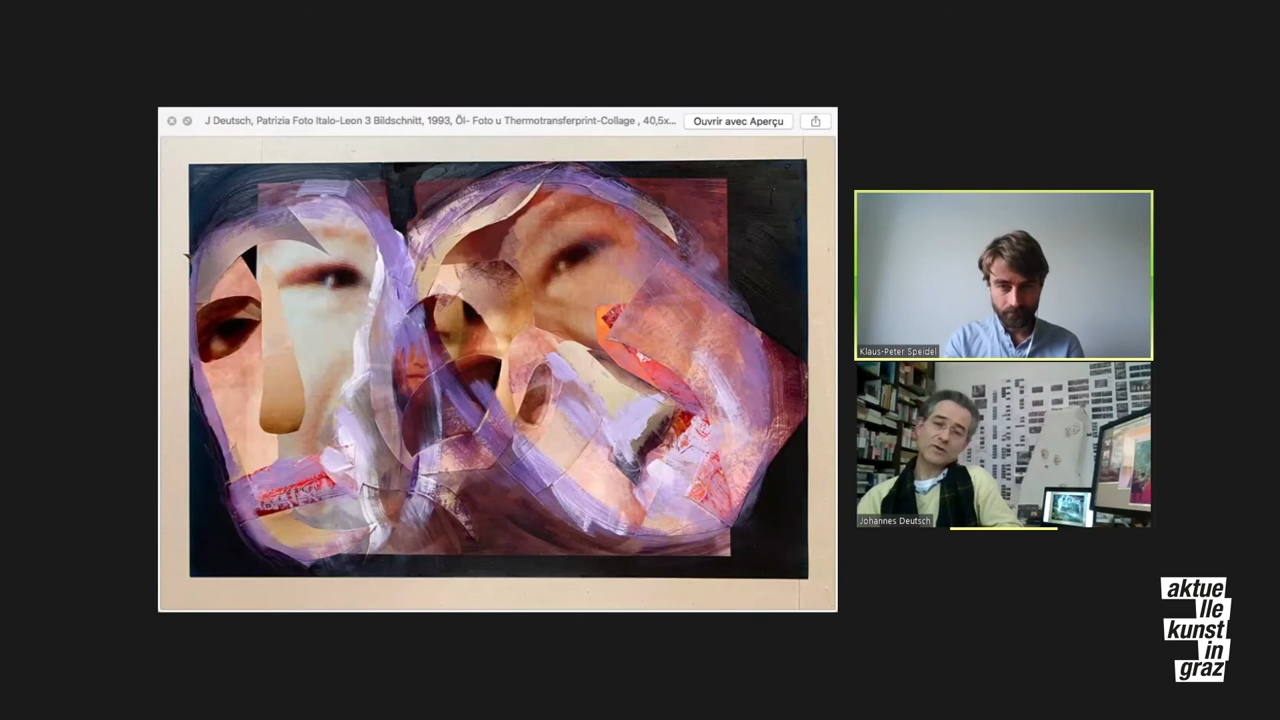 J Deutsch, Patrizia Foto Italo-Leon 3 Bildschnitt, 1993, Öl- Foto u Thermotransferprint-Collage , 40,5x...
Ouvrir avec Aperçu
Klaus-Peter Speidel
Johannes Deutsch
aktue
lle
kunst
in
graz